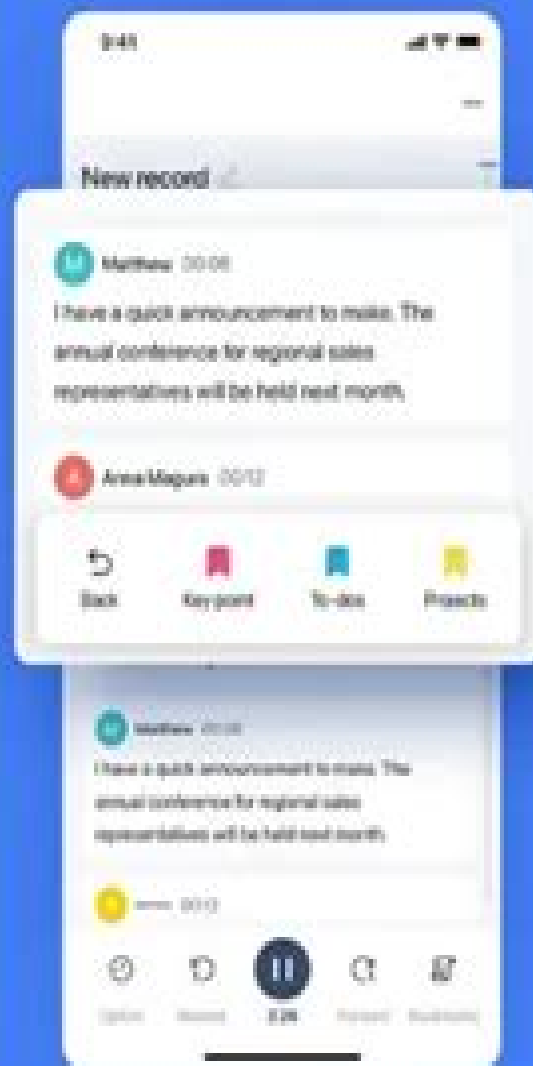 9:41
New record
Matthew 00:08
I have a quick announcement to make. The
annual conference for regional sales
representatives will be held next month.
Anna Magura 00:12
Back Key point To-dos Projects
Matthew 00:08
I have a quick announcement to make. The
annual conference for regional sales
representatives will be held next month.
00:12